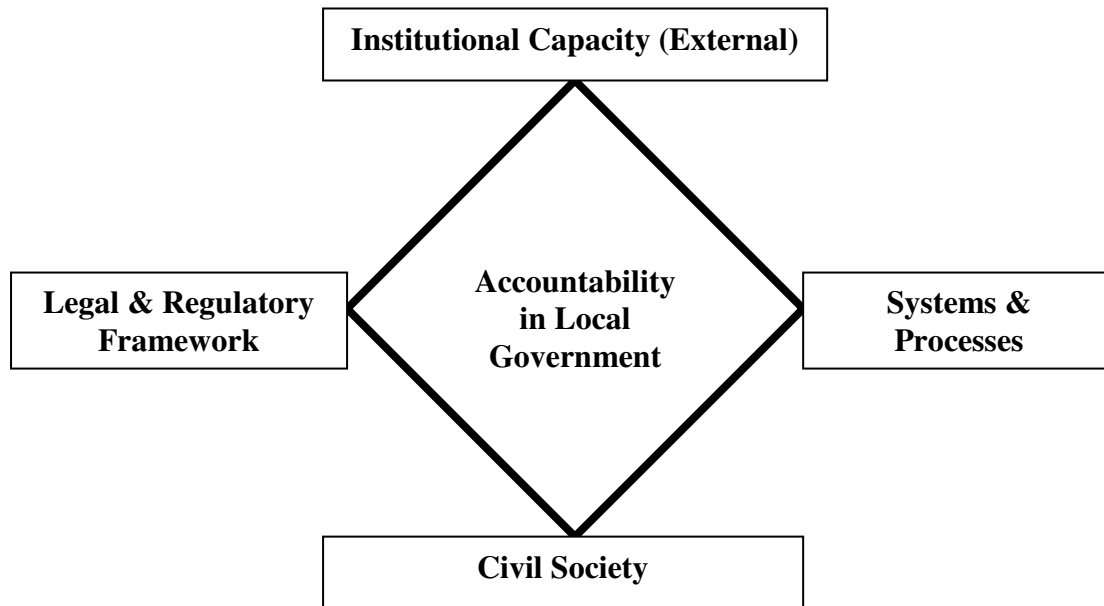 Institutional Capacity (External)
Legal & Regulatory
Framework
Accountability
in Local
Government
Systems &
Processes
Civil Society